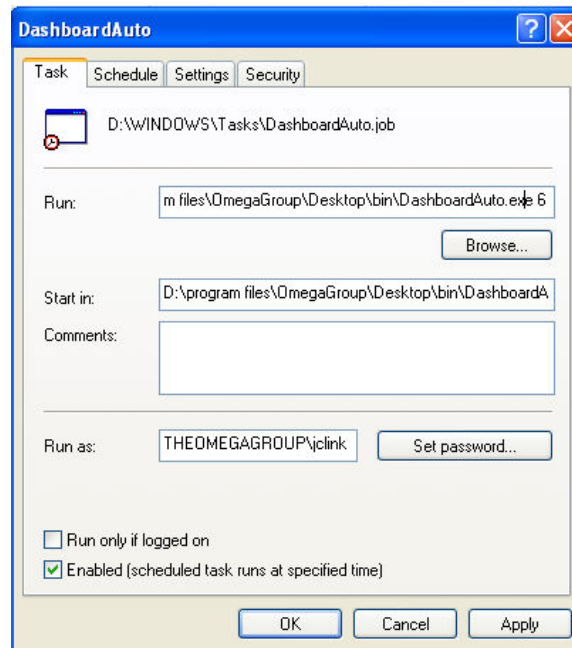 DashboardAuto
Task Schedule Settings Security
D:\WINDOWS\Tasks\DashboardAuto.job
Run: m files\OmegaGroup\Desktop\bin\DashboardAuto.exe 6
Browse...
Start in: D:\program files\OmegaGroup\Desktop\bin\DashboardA
Comments:
Run as: THEOMEGAGROUP\jclink Set password...
Run only if logged on
Enabled (scheduled task runs at specified time)
OK Cancel Apply